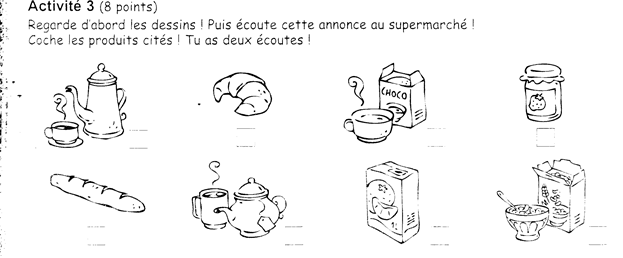 Activité 3 (8 points)
Regarde d'abord les dessins ! Puis écoute cette annonce au supermarché !
Coche les produits cités ! Tu as deux écoutes !
CHOCO